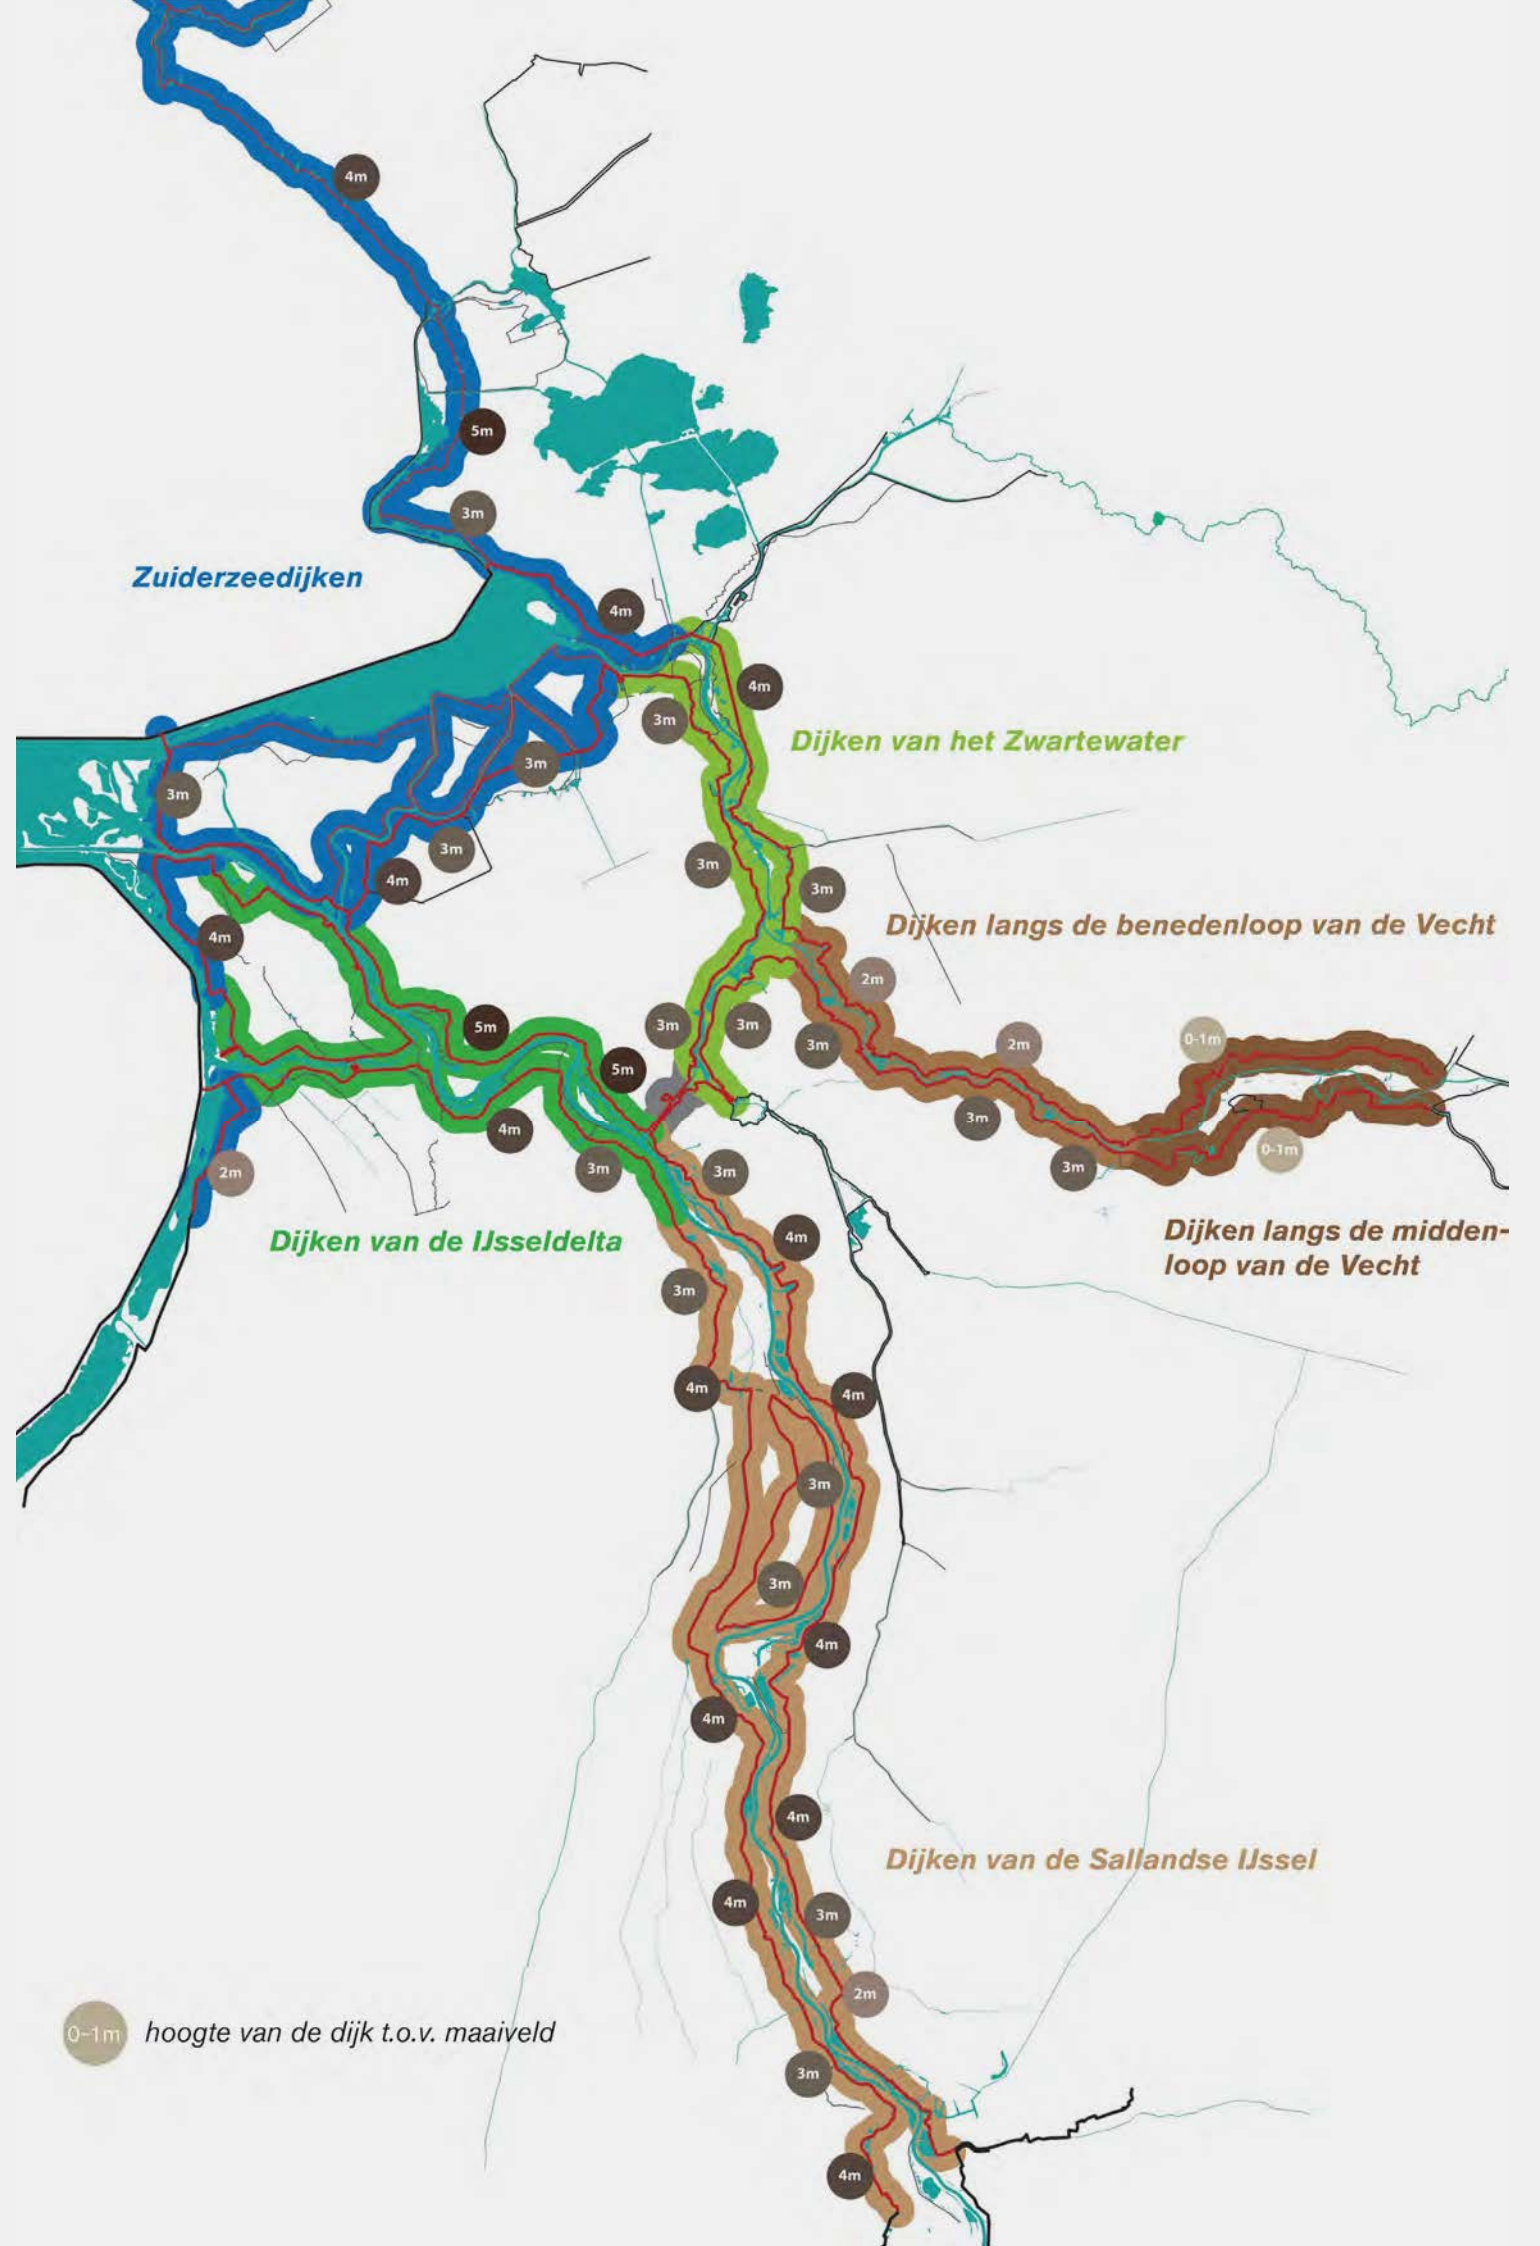 4m
5m
3m
Zuiderzeedijken
4m
4m
3m
Dijken van het Zwartewater
3m
3m
3m
3m
4m
3m
Dijken langs de benedenloop van de Vecht
4m
2m
5m
3m
3m
3m
2m
0-1m
5m
3m
4m
0-1m
3m
3m
3m
2m
Dijken van de IJsseldelta
Dijken langs de midden-
loop van de Vecht
4m
3m
4m
4m
3m
3m
4m
4m
4m
Dijken van de Sallandse IJssel
4m
3m
2m
0-1m hoogte van de dijk t.o.v. maaiveld
3m
4m